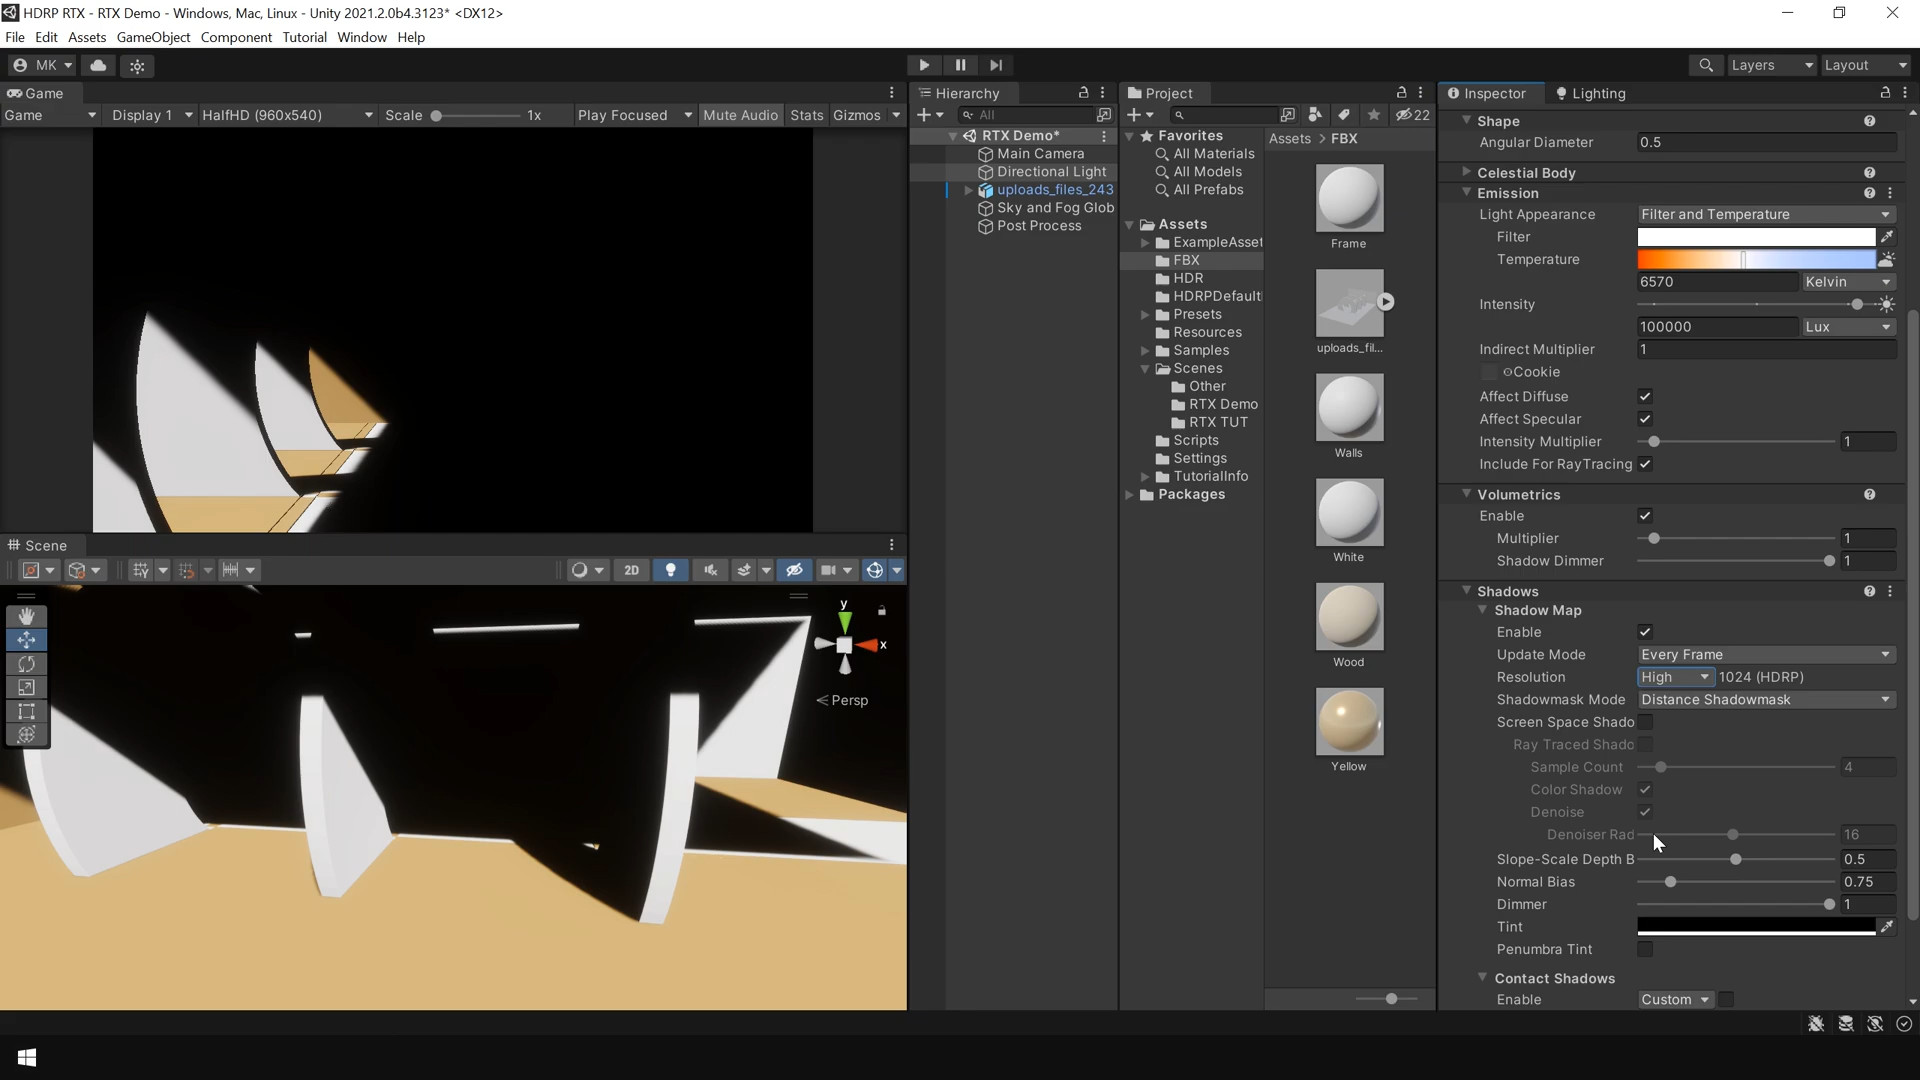 HDRP RTX - RTX Demo - Windows, Mac, Linux - Unity 2021.2.0b4.3123* <DX12>
File Edit Assets GameObject Component Tutorial Window Help
MK
Layers Layout
Game
Game Display 1 HalfHD (960x540) Scale 1x Play Focused Mute Audio Stats Gizmos
Scene
2D
y
x
Persp
Hierarchy
All
RTX Demo*
Main Camera
Directional Light
uploads_files_243
Sky and Fog Glob
Post Process
Project
22
Favorites
All Materials
All Models
All Prefabs
Assets
ExampleAsset
FBX
HDR
HDRPDefault
Presets
Resources
Samples
Scenes
Other
RTX Demo
RTX TUT
Scripts
Settings
TutorialInfo
Packages
Assets > FBX
Frame
uploads_fil...
Walls
White
Wood
Yellow
Inspector Lighting
Shape
Angular Diameter 0.5
Celestial Body
Emission
Light Appearance Filter and Temperature
Filter
Temperature
6570 Kelvin
Intensity
100000 Lux
Indirect Multiplier 1
Cookie
Affect Diffuse
Affect Specular
Intensity Multiplier 1
Include For RayTracing
Volumetrics
Enable
Multiplier 1
Shadow Dimmer 1
Shadows
Shadow Map
Enable
Update Mode Every Frame
Resolution High 1024 (HDRP)
Shadowmask Mode Distance Shadowmask
Screen Space Shado
Ray Traced Shado
Sample Count 4
Color Shadow
Denoise
Denoiser Rad 16
Slope-Scale Depth B 0.5
Normal Bias 0.75
Dimmer 1
Tint
Penumbra Tint
Contact Shadows
Enable Custom